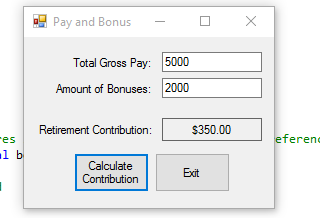 Pay and Bonus
Total Gross Pay: 5000
Amount of Bonuses: 2000
Retirement Contribution: $350.00
Calculate
Contribution
Exit